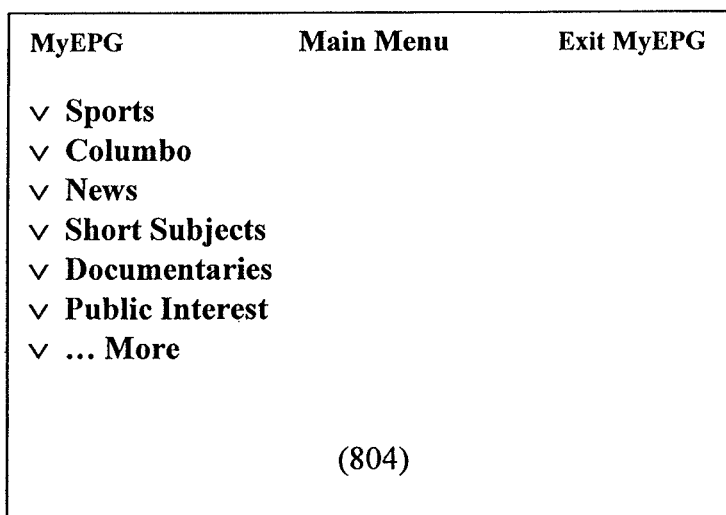 MyEPG Main Menu Exit MyEPG
v Sports
v Columbo
v News
v Short Subjects
v Documentaries
v Public Interest
v ... More
(804)